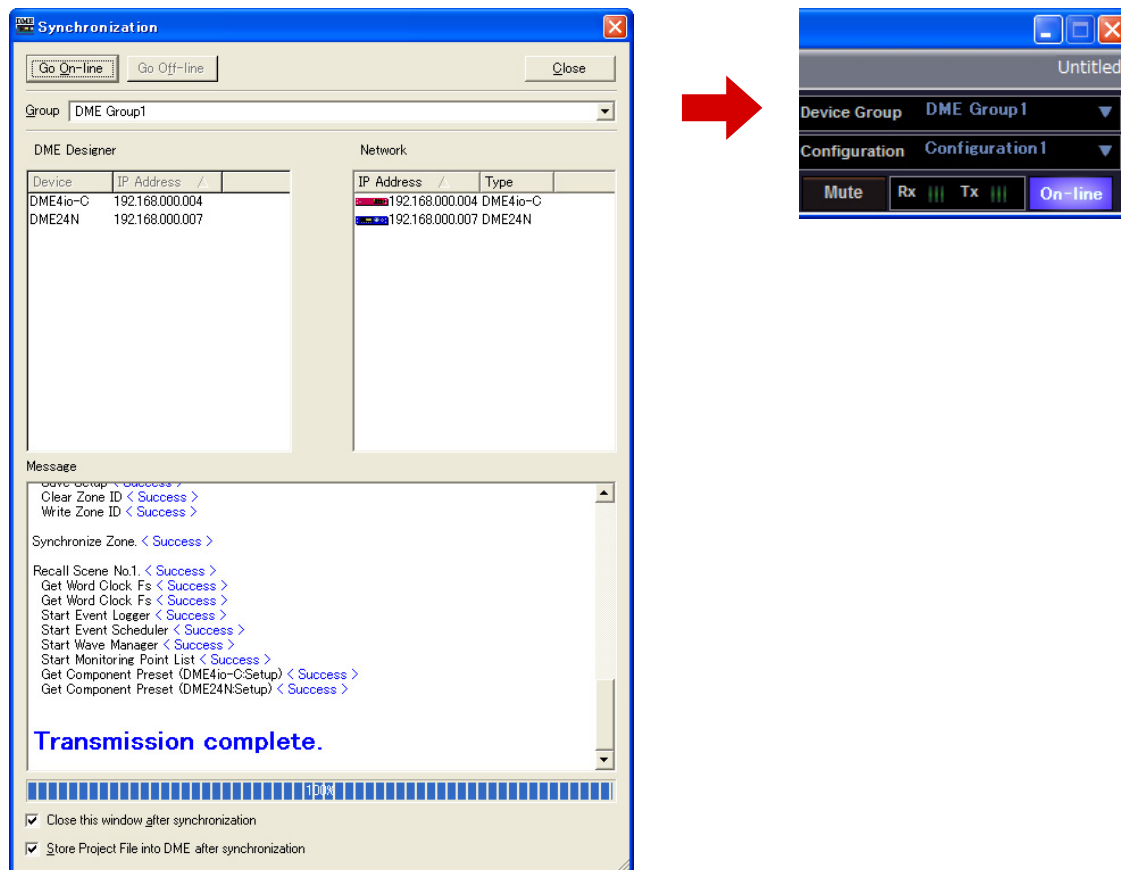 DME
Synchronization
Go On-line
Go Off-line
Close
Group
DME Group1
DME Designer
Network
Device
IP Address
IP Address
Type
DME4io-C
192.168.000.004
192.168.000.004
DME4io-C
DME24N
192.168.000.007
192.168.000.007
DME24N
Message
Save Setup < Success >
Clear Zone ID < Success >
Write Zone ID < Success >
Synchronize Zone. < Success >
Recall Scene No.1. < Success >
Get Word Clock Fs < Success >
Get Word Clock Fs < Success >
Start Event Logger < Success >
Start Event Scheduler < Success >
Start Wave Manager < Success >
Start Monitoring Point List < Success >
Get Component Preset (DME4io-C:Setup) < Success >
Get Component Preset (DME24N:Setup) < Success >
Transmission complete.
100%
Close this window after synchronization
Store Project File into DME after synchronization
Untitled
Device Group
DME Group1
Configuration
Configuration1
Mute
Rx
Tx
On-line